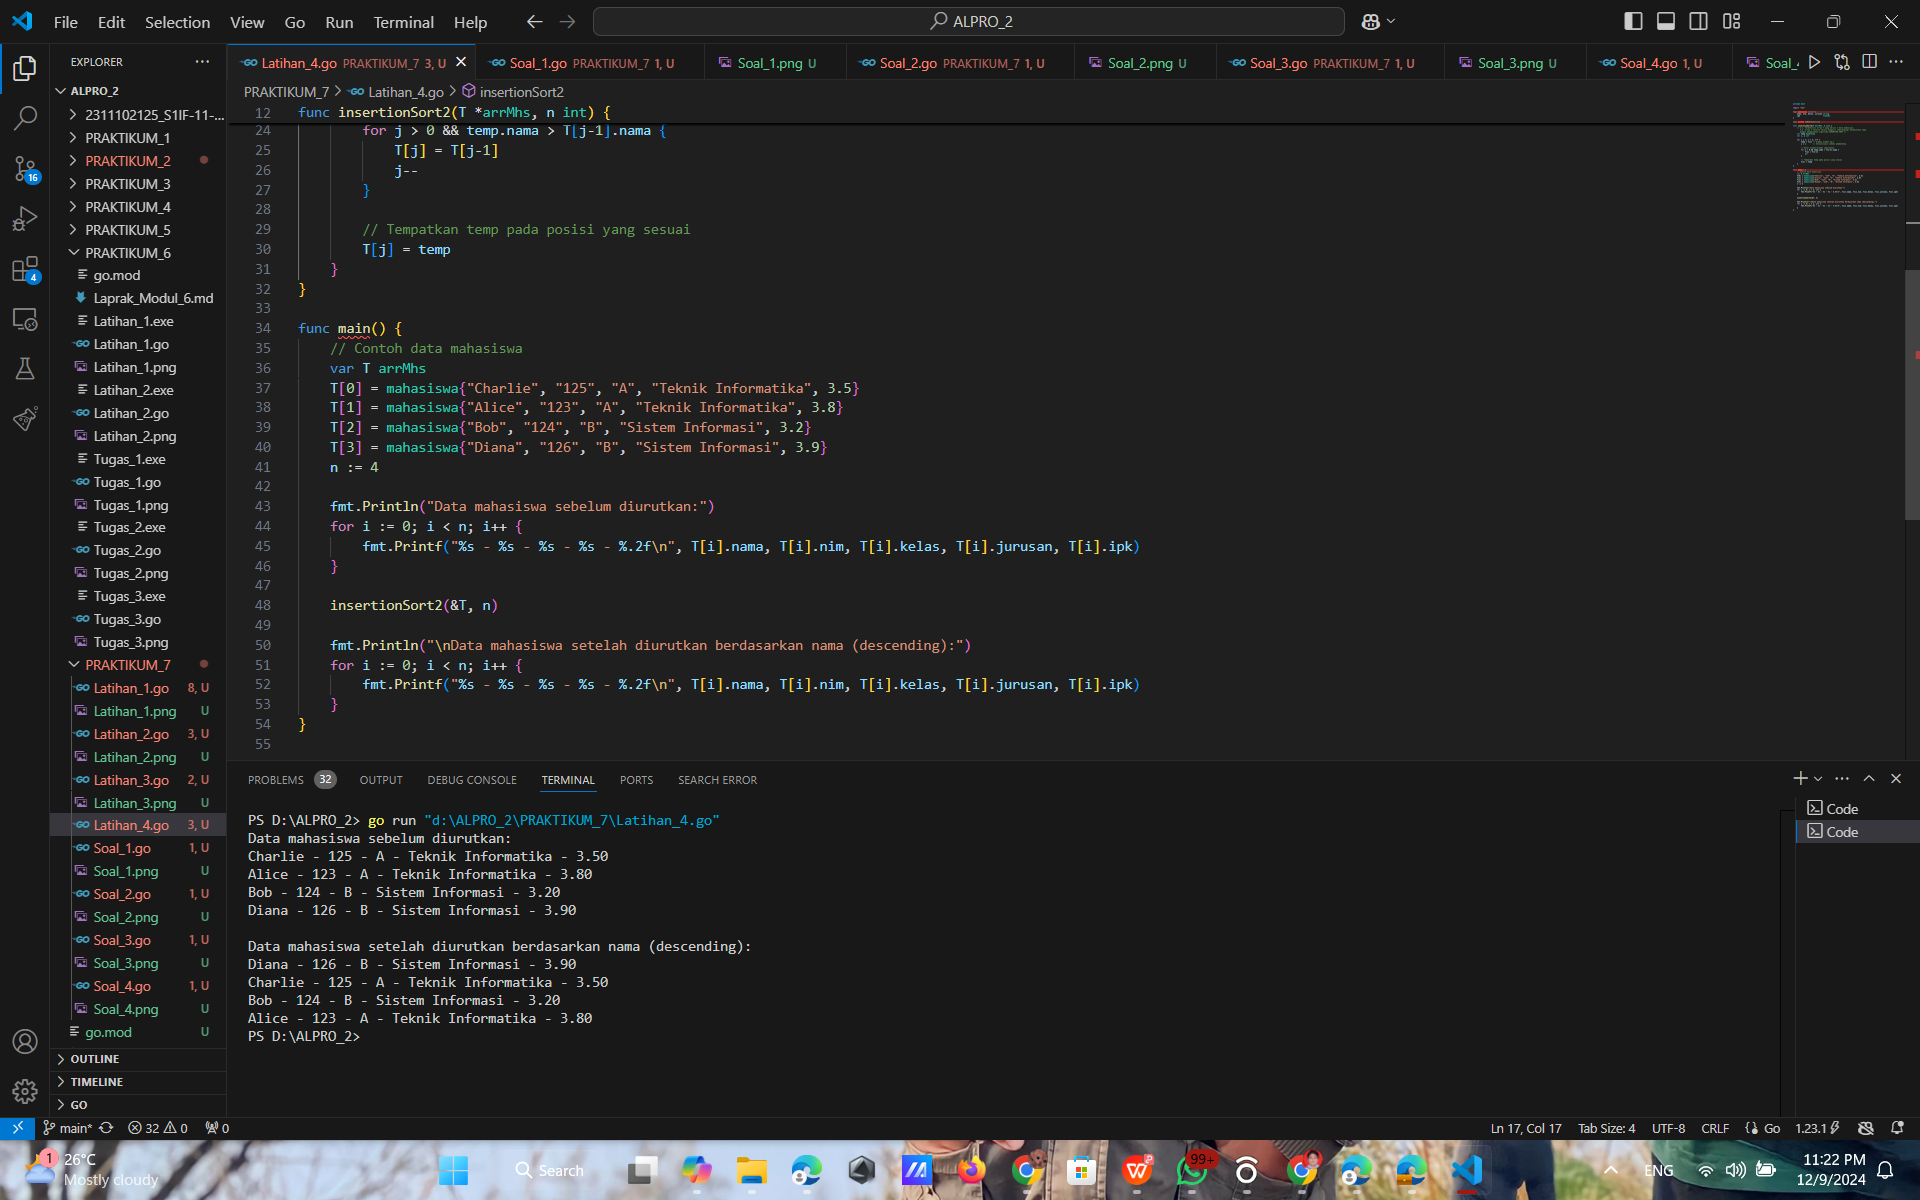 File Edit Selection View Go Run Terminal Help
ALPRO_2
EXPLORER
ALPRO_2
2311102125_S1IF-11-...
PRAKTIKUM_1
PRAKTIKUM_2
PRAKTIKUM_3
PRAKTIKUM_4
PRAKTIKUM_5
PRAKTIKUM_6
go.mod
Laprak_Modul_6.md
Latihan_1.exe
Latihan_1.go
Latihan_1.png
Latihan_2.exe
Latihan_2.go
Latihan_2.png
Tugas_1.exe
Tugas_1.go
Tugas_1.png
Tugas_2.exe
Tugas_2.go
Tugas_2.png
Tugas_3.exe
Tugas_3.go
Tugas_3.png
PRAKTIKUM_7
Latihan_1.go 8, U
Latihan_1.png U
Latihan_2.go 3, U
Latihan_2.png U
Latihan_3.go 2, U
Latihan_3.png U
Latihan_4.go 3, U
Soal_1.go 1, U
Soal_1.png U
Soal_2.go 1, U
Soal_2.png U
Soal_3.go 1, U
Soal_3.png U
Soal_4.go 1, U
Soal_4.png U
go.mod U
OUTLINE
TIMELINE
GO
16
4
Latihan_4.go PRAKTIKUM_7 3, U
Soal_1.go PRAKTIKUM_7 1, U
Soal_1.png U
Soal_2.go PRAKTIKUM_7 1, U
Soal_2.png U
Soal_3.go PRAKTIKUM_7 1, U
Soal_3.png U
Soal_4.go 1, U
Soal_4
PRAKTIKUM_7 > Latihan_4.go > insertionSort2
12 func insertionSort2(T *arrMhs, n int) {
24 for j > 0 && temp.nama > T[j-1].nama {
25 T[j] = T[j-1]
26 j--
27 }
28
29 // Tempatkan temp pada posisi yang sesuai
30 T[j] = temp
31 }
32 }
33
34 func main() {
35 // Contoh data mahasiswa
36 var T arrMhs
37 T[0] = mahasiswa{"Charlie", "125", "A", "Teknik Informatika", 3.5}
38 T[1] = mahasiswa{"Alice", "123", "A", "Teknik Informatika", 3.8}
39 T[2] = mahasiswa{"Bob", "124", "B", "Sistem Informasi", 3.2}
40 T[3] = mahasiswa{"Diana", "126", "B", "Sistem Informasi", 3.9}
41 n := 4
42
43 fmt.Println("Data mahasiswa sebelum diurutkan:")
44 for i := 0; i < n; i++ {
45 fmt.Printf("%s - %s - %s - %s - %.2f\n", T[i].nama, T[i].nim, T[i].kelas, T[i].jurusan, T[i].ipk)
46 }
47
48 insertionSort2(&T, n)
49
50 fmt.Println("\nData mahasiswa setelah diurutkan berdasarkan nama (descending):")
51 for i := 0; i < n; i++ {
52 fmt.Printf("%s - %s - %s - %s - %.2f\n", T[i].nama, T[i].nim, T[i].kelas, T[i].jurusan, T[i].ipk)
53 }
54 }
55
PROBLEMS 32 OUTPUT DEBUG CONSOLE TERMINAL PORTS SEARCH ERROR
PS D:\ALPRO_2> go run "d:\ALPRO_2\PRAKTIKUM_7\Latihan_4.go"
Data mahasiswa sebelum diurutkan:
Charlie - 125 - A - Teknik Informatika - 3.50
Alice - 123 - A - Teknik Informatika - 3.80
Bob - 124 - B - Sistem Informasi - 3.20
Diana - 126 - B - Sistem Informasi - 3.90
Data mahasiswa setelah diurutkan berdasarkan nama (descending):
Diana - 126 - B - Sistem Informasi - 3.90
Charlie - 125 - A - Teknik Informatika - 3.50
Bob - 124 - B - Sistem Informasi - 3.20
Alice - 123 - A - Teknik Informatika - 3.80
PS D:\ALPRO_2>
Code
Code
main* 32 0 0
Ln 17, Col 17 Tab Size: 4 UTF-8 CRLF Go 1.23.1
1
26°C
Mostly cloudy
Search
99+
ENG
11:22 PM
12/9/2024